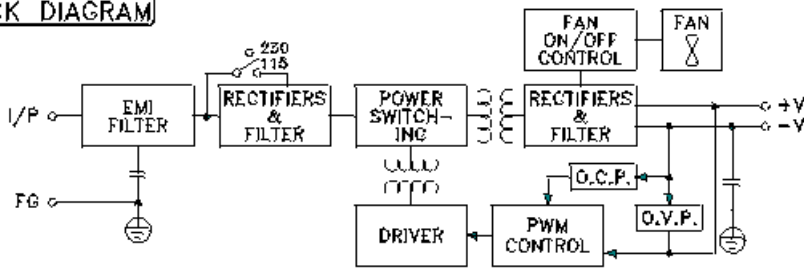 CK DIAGRAM
230
115
I/P
EMI
FILTER
RECTIFIERS
&
FILTER
POWER
SWITCH-
ING
RECTIFIERS
&
FILTER
FAN
ON/OFF
CONTROL
FAN
+V
-V
FG
O.C.P.
O.V.P.
DRIVER
PWM
CONTROL